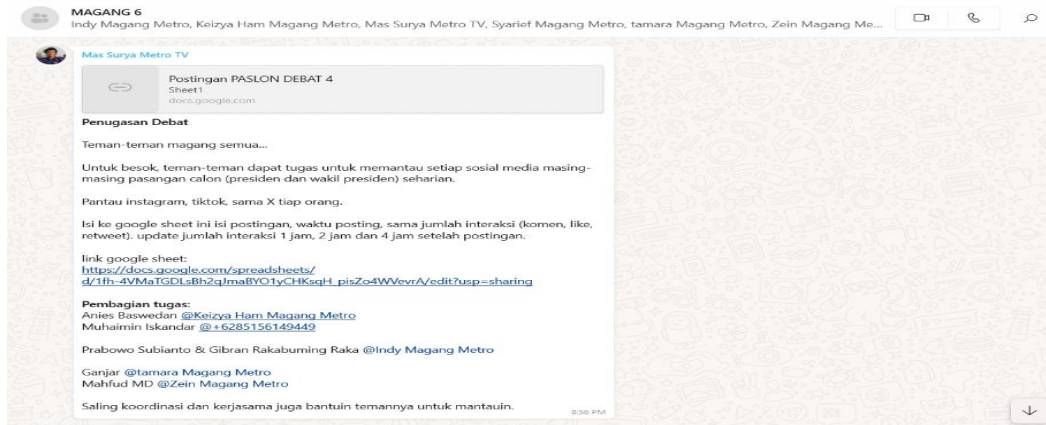 MAGANG 6
Indy Magang Metro, Keizya Ham Magang Metro, Mas Surya Metro TV, Syarief Magang Metro, tamara Magang Metro, Zein Magang Me...
Mas Surya Metro TV
Postingan PASLON DEBAT 4
Sheet1
docs.google.com
Penugasan Debat
Teman-teman magang semua...
Untuk besok, teman-teman dapat tugas untuk memantau setiap sosial media masing-
masing pasangan calon (presiden dan wakil presiden) seharian.
Pantau instagram, tiktok, sama X tiap orang.
Isi ke google sheet ini isi postingan, waktu posting, sama jumlah interaksi (komen, like,
retweet). update jumlah interaksi 1 jam, 2 jam dan 4 jam setelah postingan.
link google sheet:
https://docs.google.com/spreadsheets/
d/1fh-4VMaTGDLsBh2qJmaBYO1yCHKsqH_pisZo4WVevrA/edit?usp=sharing
Pembagian tugas:
Anies Baswedan @Keizya Ham Magang Metro
Muhaimin Iskandar @+6285156149449
Prabowo Subianto & Gibran Rakabuming Raka @Indy Magang Metro
Ganjar @tamara Magang Metro
Mahfud MD @Zein Magang Metro
Saling koordinasi dan kerjasama juga bantuin temannya untuk mantauin.
8:50 PM